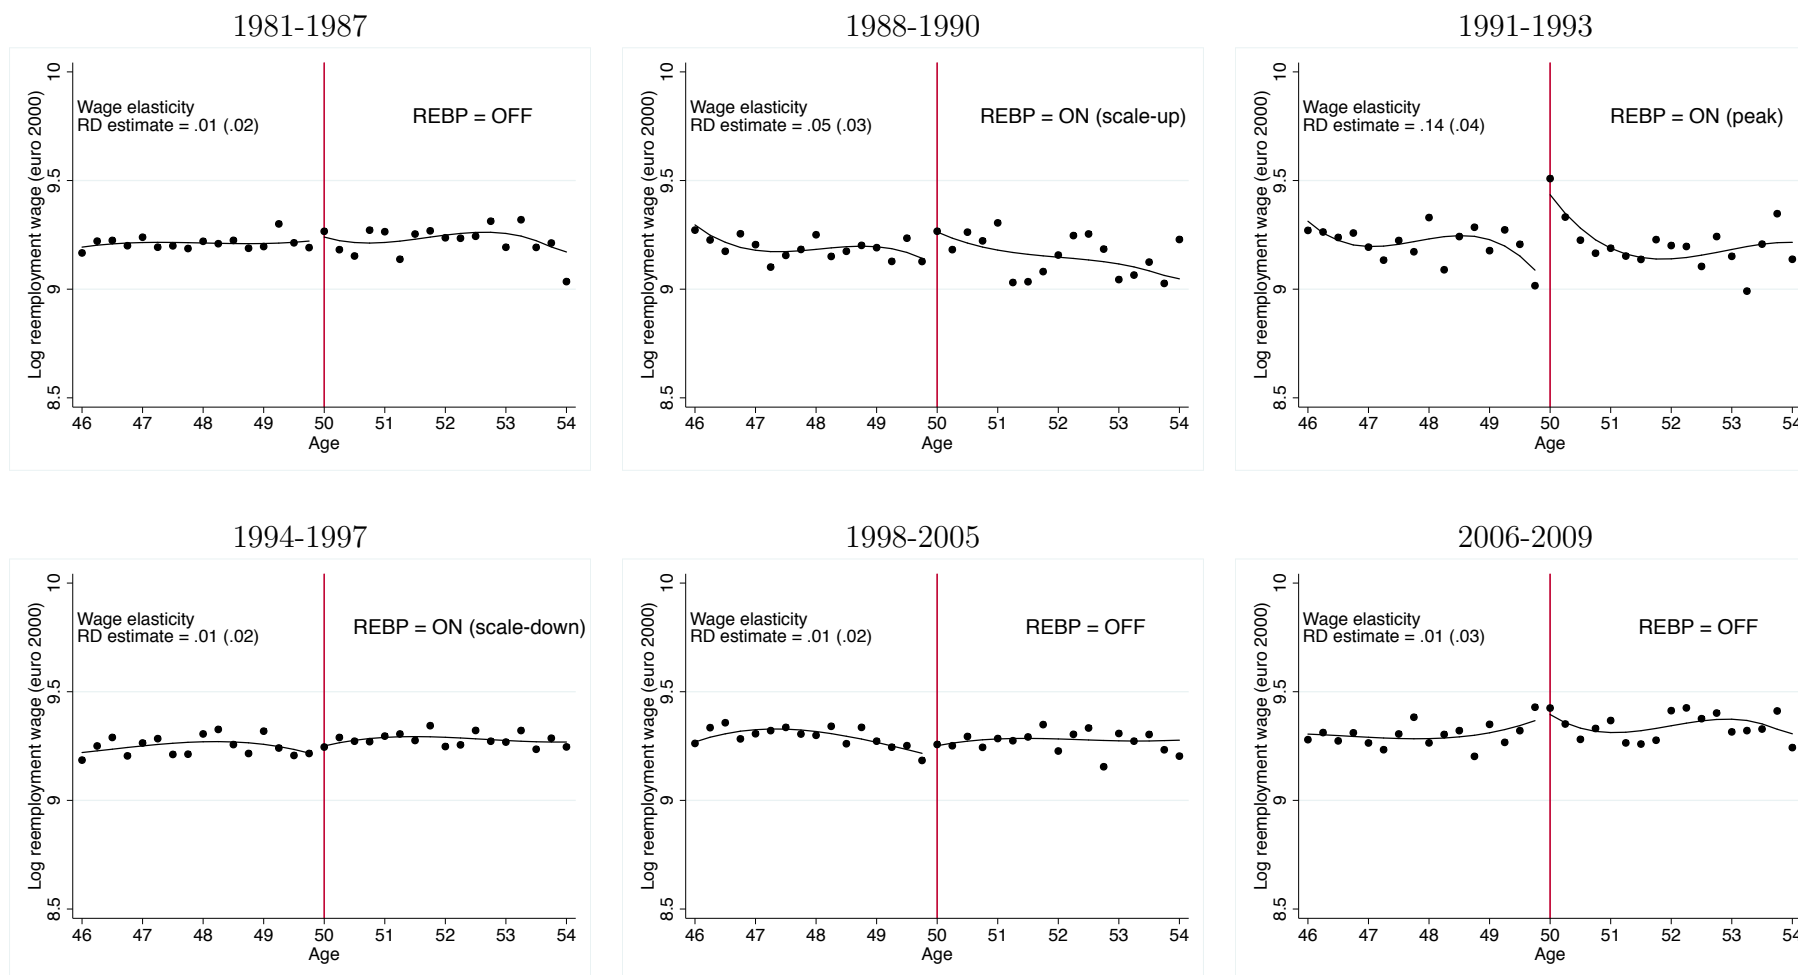 1981-1987
Log reemployment wage (euro 2000)
10
9.5
9
8.5
Wage elasticity
RD estimate = .01 (.02)
REBP = OFF
46 47 48 49 50 51 52 53 54
Age
1988-1990
Log reemployment wage (euro 2000)
10
9.5
9
8.5
Wage elasticity
RD estimate = .05 (.03)
REBP = ON (scale-up)
46 47 48 49 50 51 52 53 54
Age
1991-1993
Log reemployment wage (euro 2000)
10
9.5
9
8.5
Wage elasticity
RD estimate = .14 (.04)
REBP = ON (peak)
46 47 48 49 50 51 52 53 54
Age
1994-1997
Log reemployment wage (euro 2000)
10
9.5
9
8.5
Wage elasticity
RD estimate = .01 (.02)
REBP = ON (scale-down)
46 47 48 49 50 51 52 53 54
Age
1998-2005
Log reemployment wage (euro 2000)
10
9.5
9
8.5
Wage elasticity
RD estimate = .01 (.02)
REBP = OFF
46 47 48 49 50 51 52 53 54
Age
2006-2009
Log reemployment wage (euro 2000)
10
9.5
9
8.5
Wage elasticity
RD estimate = .01 (.03)
REBP = OFF
46 47 48 49 50 51 52 53 54
Age